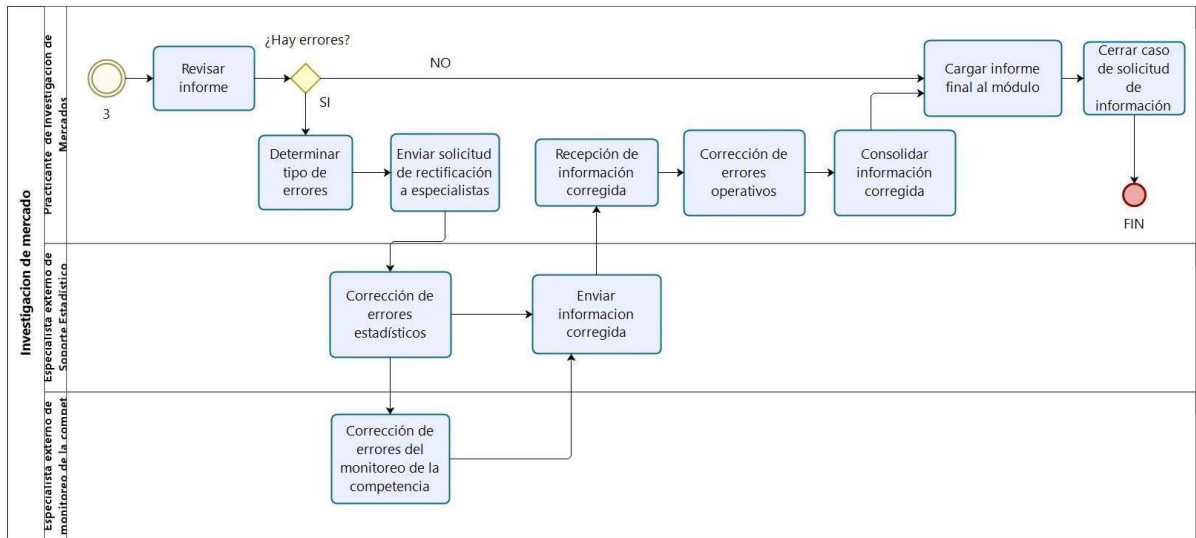 Investigacion de mercado
Practicante de Investigacion de
Mercados
3
Revisar
informe
¿Hay errores?
NO
SI
Determinar
tipo de
errores
Enviar solicitud
de rectificación
a especialistas
Recepción de
información
corregida
Corrección de
errores
operativos
Consolidar
información
corregida
Cargar informe
final al módulo
Cerrar caso
de solicitud
de
información
FIN
Especialista externo de
Soporte Estadístico
Corrección de
errores
estadísticos
Enviar
informacion
corregida
Especialista externo de
monitoreo de la compet
Corrección de
errores del
monitoreo de la
competencia